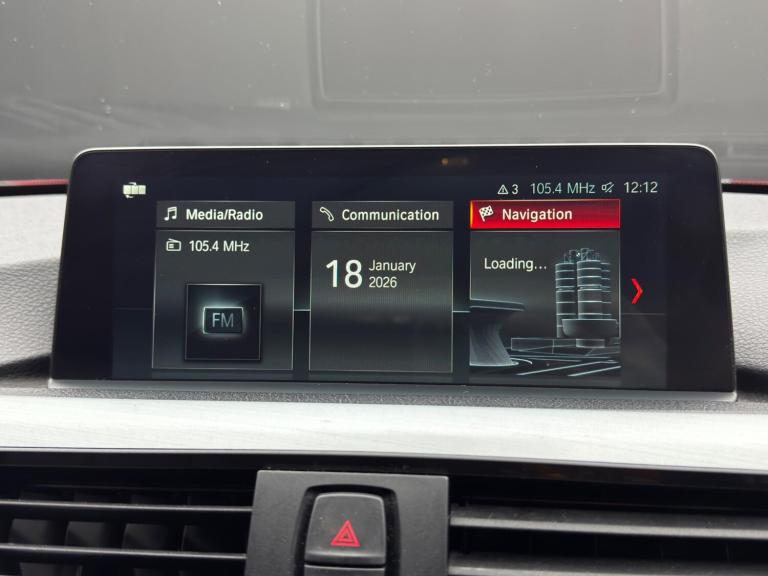 3 105.4 MHz 12:12
Media/Radio
Communication
Navigation
105.4 MHz
FM
18 January
2026
Loading...